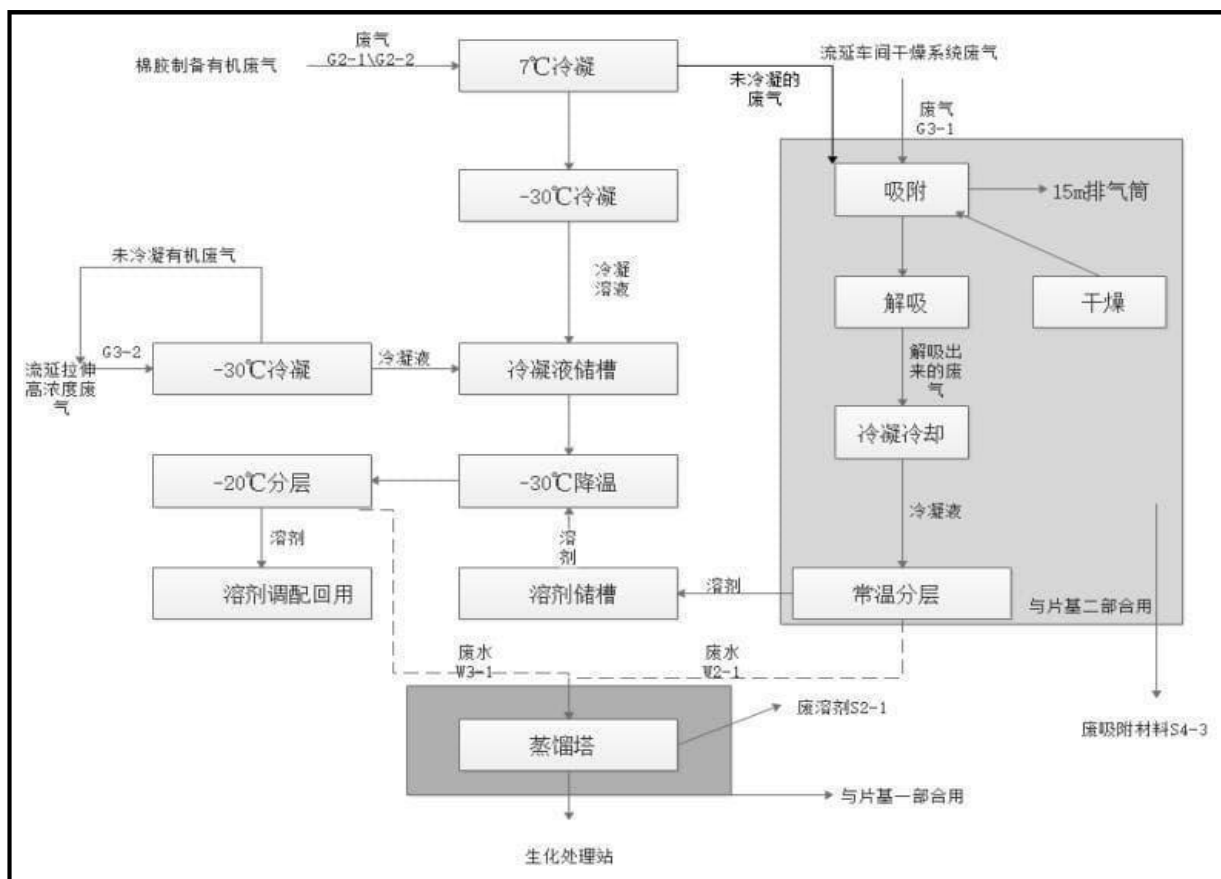 废气
G2-1\G2-2
棉胶制备有机废气
7℃冷凝
未冷凝的
废气
流延车间干燥系统废气
废气
G3-1
-30℃冷凝
吸附
15m排气筒
未冷凝有机废气
冷凝
溶液
解吸
干燥
G3-2
流延拉伸
高浓度废
气
-30℃冷凝
冷凝液
冷凝液储槽
解吸出
来的废
气
冷凝冷却
-20℃分层
-30℃降温
冷凝液
溶剂
溶
剂
溶剂调配回用
溶剂储槽
溶剂
常温分层
与片基二部合用
废水
W3-1
废水
W2-1
废溶剂S2-1
废吸附材料S4-3
蒸馏塔
与片基一部合用
生化处理站